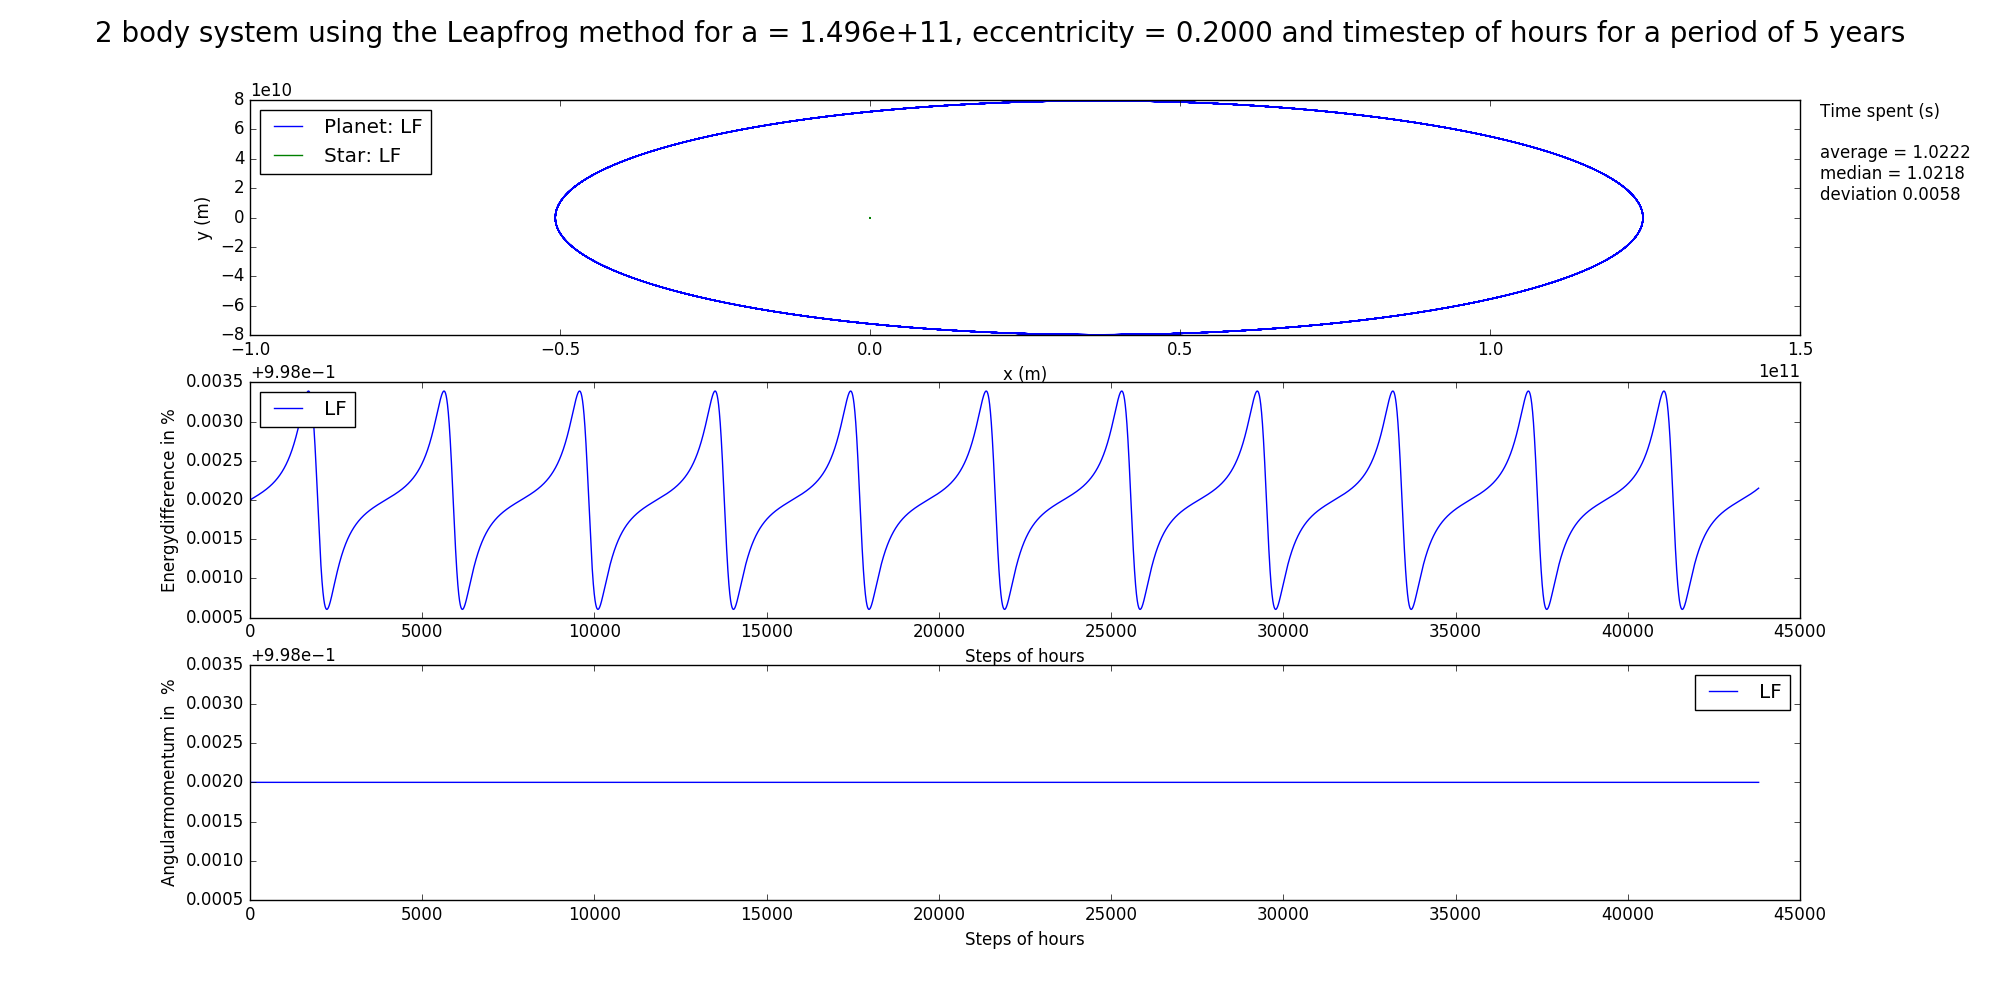 2 body system using the Leapfrog method for a = 1.496e+11, eccentricity = 0.2000 and timestep of hours for a period of 5 years
1e10
8
6
4
2
0
−2
−4
−6
−8
y (m)
Planet: LF
Star: LF
−1.0
−0.5
0.0
0.5
1.0
1.5
1e11
x (m)
Time spent (s)
average = 1.0222
median = 1.0218
deviation 0.0058
+9.98e−1
0.0035
0.0030
0.0025
0.0020
0.0015
0.0010
0.0005
Energydifference in %
LF
0
5000
10000
15000
20000
25000
30000
35000
40000
45000
Steps of hours
+9.98e−1
0.0035
0.0030
0.0025
0.0020
0.0015
0.0010
0.0005
Angularmomentum in  %
LF
0
5000
10000
15000
20000
25000
30000
35000
40000
45000
Steps of hours